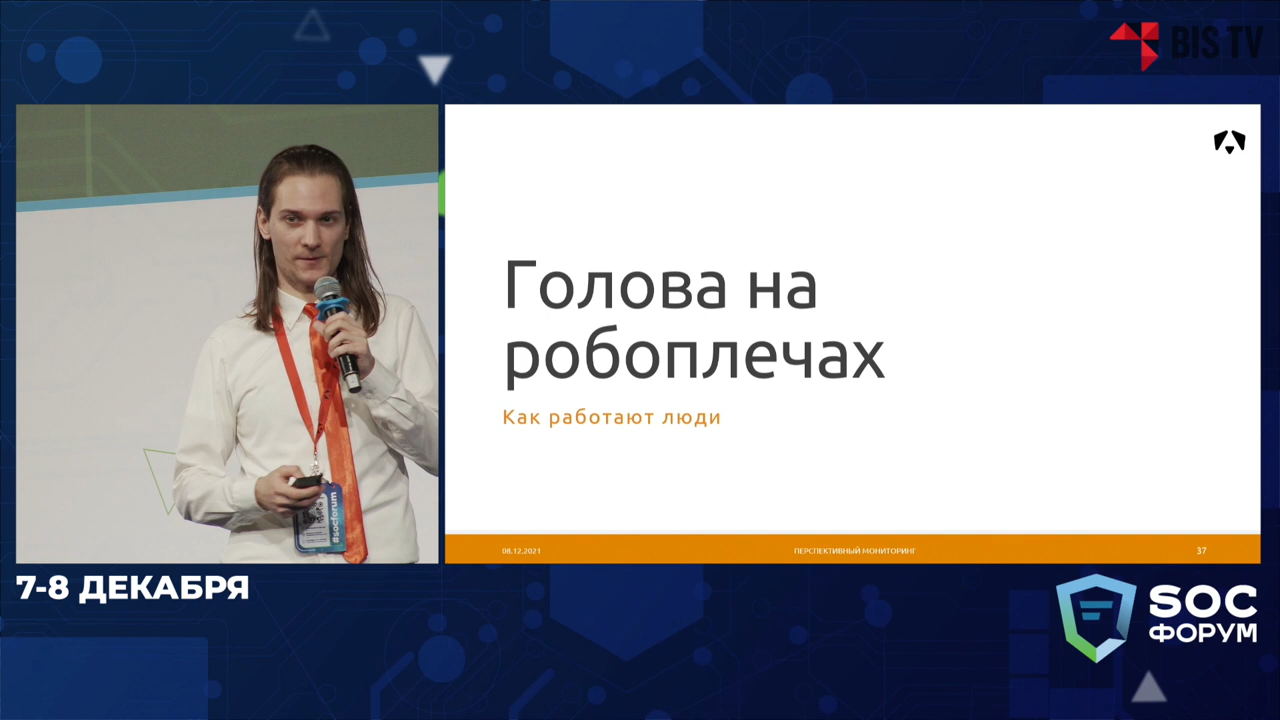 BIS TV
Голова на
робоплечах
Как работают люди
08.12.2021
ПЕРСПЕКТИВНЫЙ МОНИТОРИНГ
37
#socforum
7-8 ДЕКАБРЯ
SOC
ФОРУМ